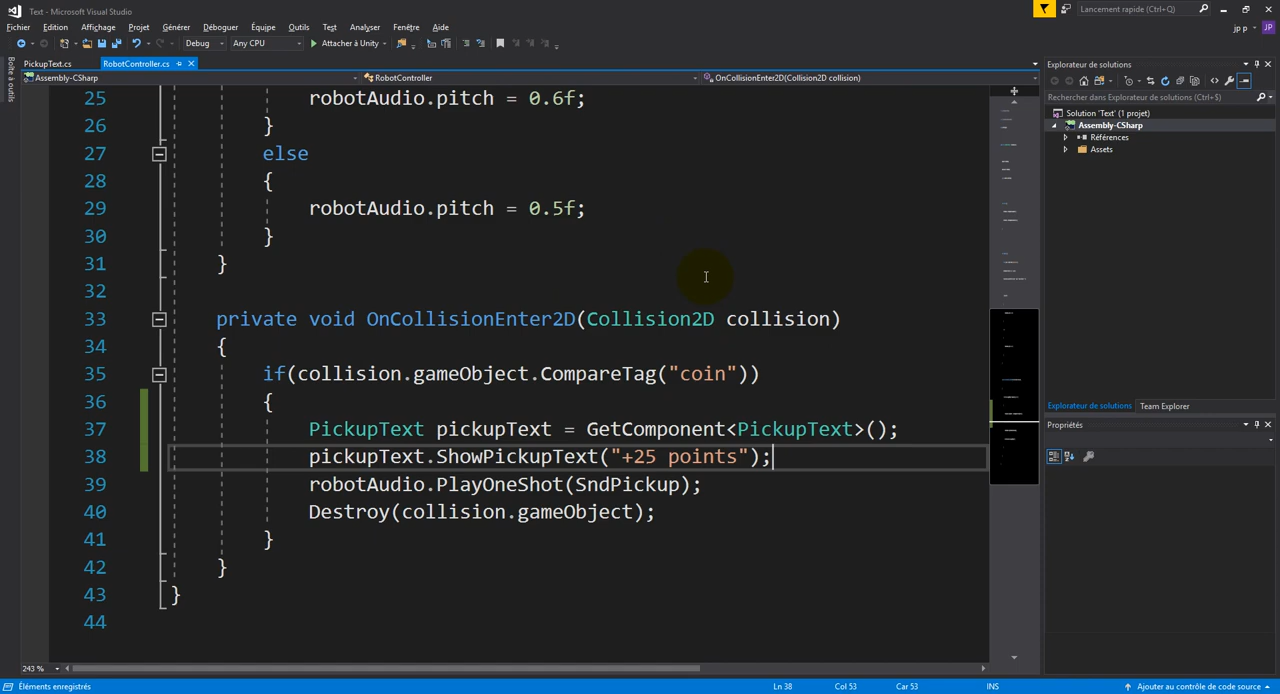 Text - Microsoft Visual Studio
Lancement rapide (Ctrl+Q)
Fichier Edition Affichage Projet Générer Déboguer Équipe Outils Test Analyser Fenêtre Aide
jp p JP
Debug Any CPU Attacher à Unity
Boîte à outils
PickupText.cs RobotController.cs
Assembly-CSharp RobotController OnCollisionEnter2D(Collision2D collision)
25 robotAudio.pitch = 0.6f;
26 }
27 else
28 {
29 robotAudio.pitch = 0.5f;
30 }
31 }
32
33 private void OnCollisionEnter2D(Collision2D collision)
34 {
35 if(collision.gameObject.CompareTag("coin"))
36 {
37 PickupText pickupText = GetComponent<PickupText>();
38 pickupText.ShowPickupText("+25 points");
39 robotAudio.PlayOneShot(SndPickup);
40 Destroy(collision.gameObject);
41 }
42 }
43 }
44
243 %
Explorateur de solutions
Rechercher dans Explorateur de solutions (Ctrl+$)
Solution 'Text' (1 projet)
Assembly-CSharp
Références
Assets
Explorateur de solutions Team Explorer
Propriétés
Éléments enregistrés Ln 38 Col 53 Car 53 INS Ajouter au contrôle de code source